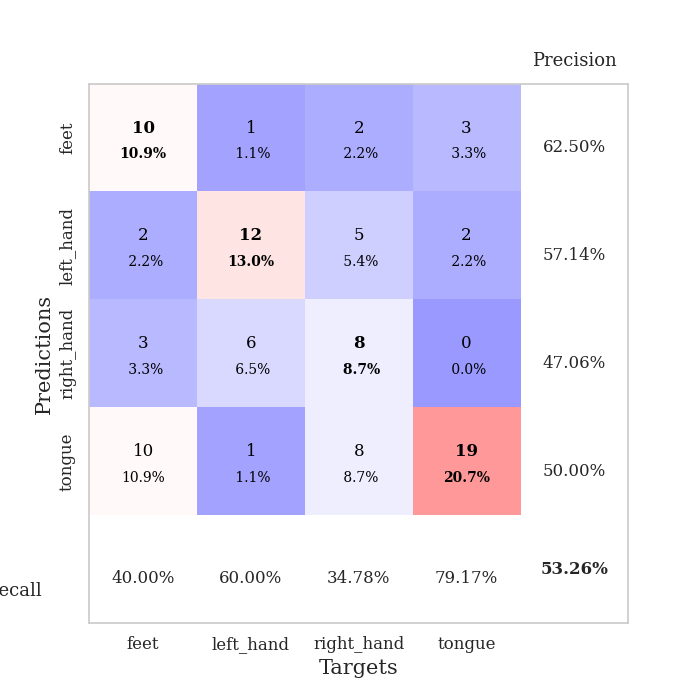 Precision
feet 10 1 2 3 62.50%
10.9% 1.1% 2.2% 3.3%
left_hand 2 12 5 2 57.14%
2.2% 13.0% 5.4% 2.2%
Predictions
right_hand 3 6 8 0 47.06%
3.3% 6.5% 8.7% 0.0%
tongue 10 1 8 19 50.00%
10.9% 1.1% 8.7% 20.7%
ecall 40.00% 60.00% 34.78% 79.17% 53.26%
feet left_hand right_hand tongue
Targets